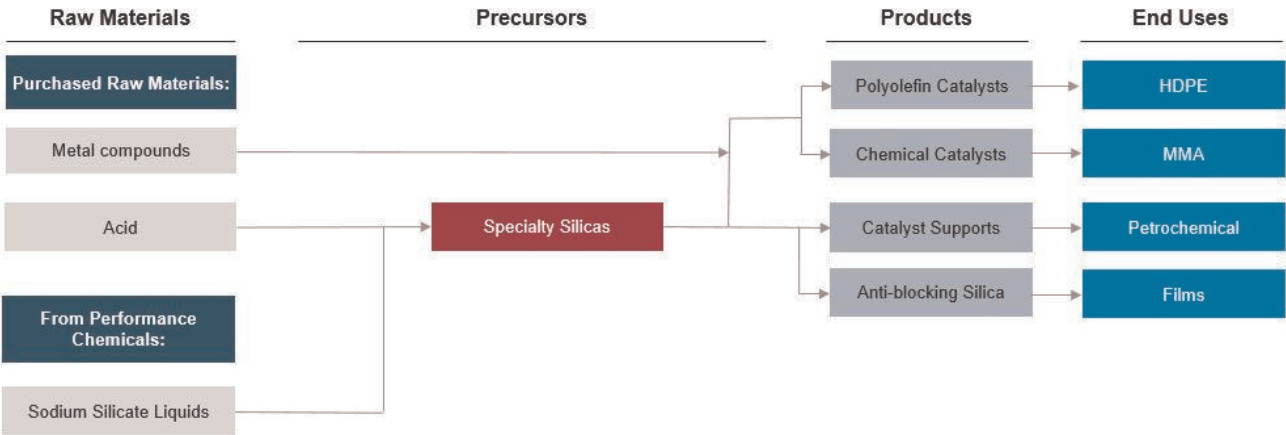 Raw Materials
Precursors
Products
End Uses
Purchased Raw Materials:
Polyolefin Catalysts
HDPE
Metal compounds
Chemical Catalysts
MMA
Acid
Specialty Silicas
Catalyst Supports
Petrochemical
Anti-blocking Silica
Films
From Performance
Chemicals:
Sodium Silicate Liquids